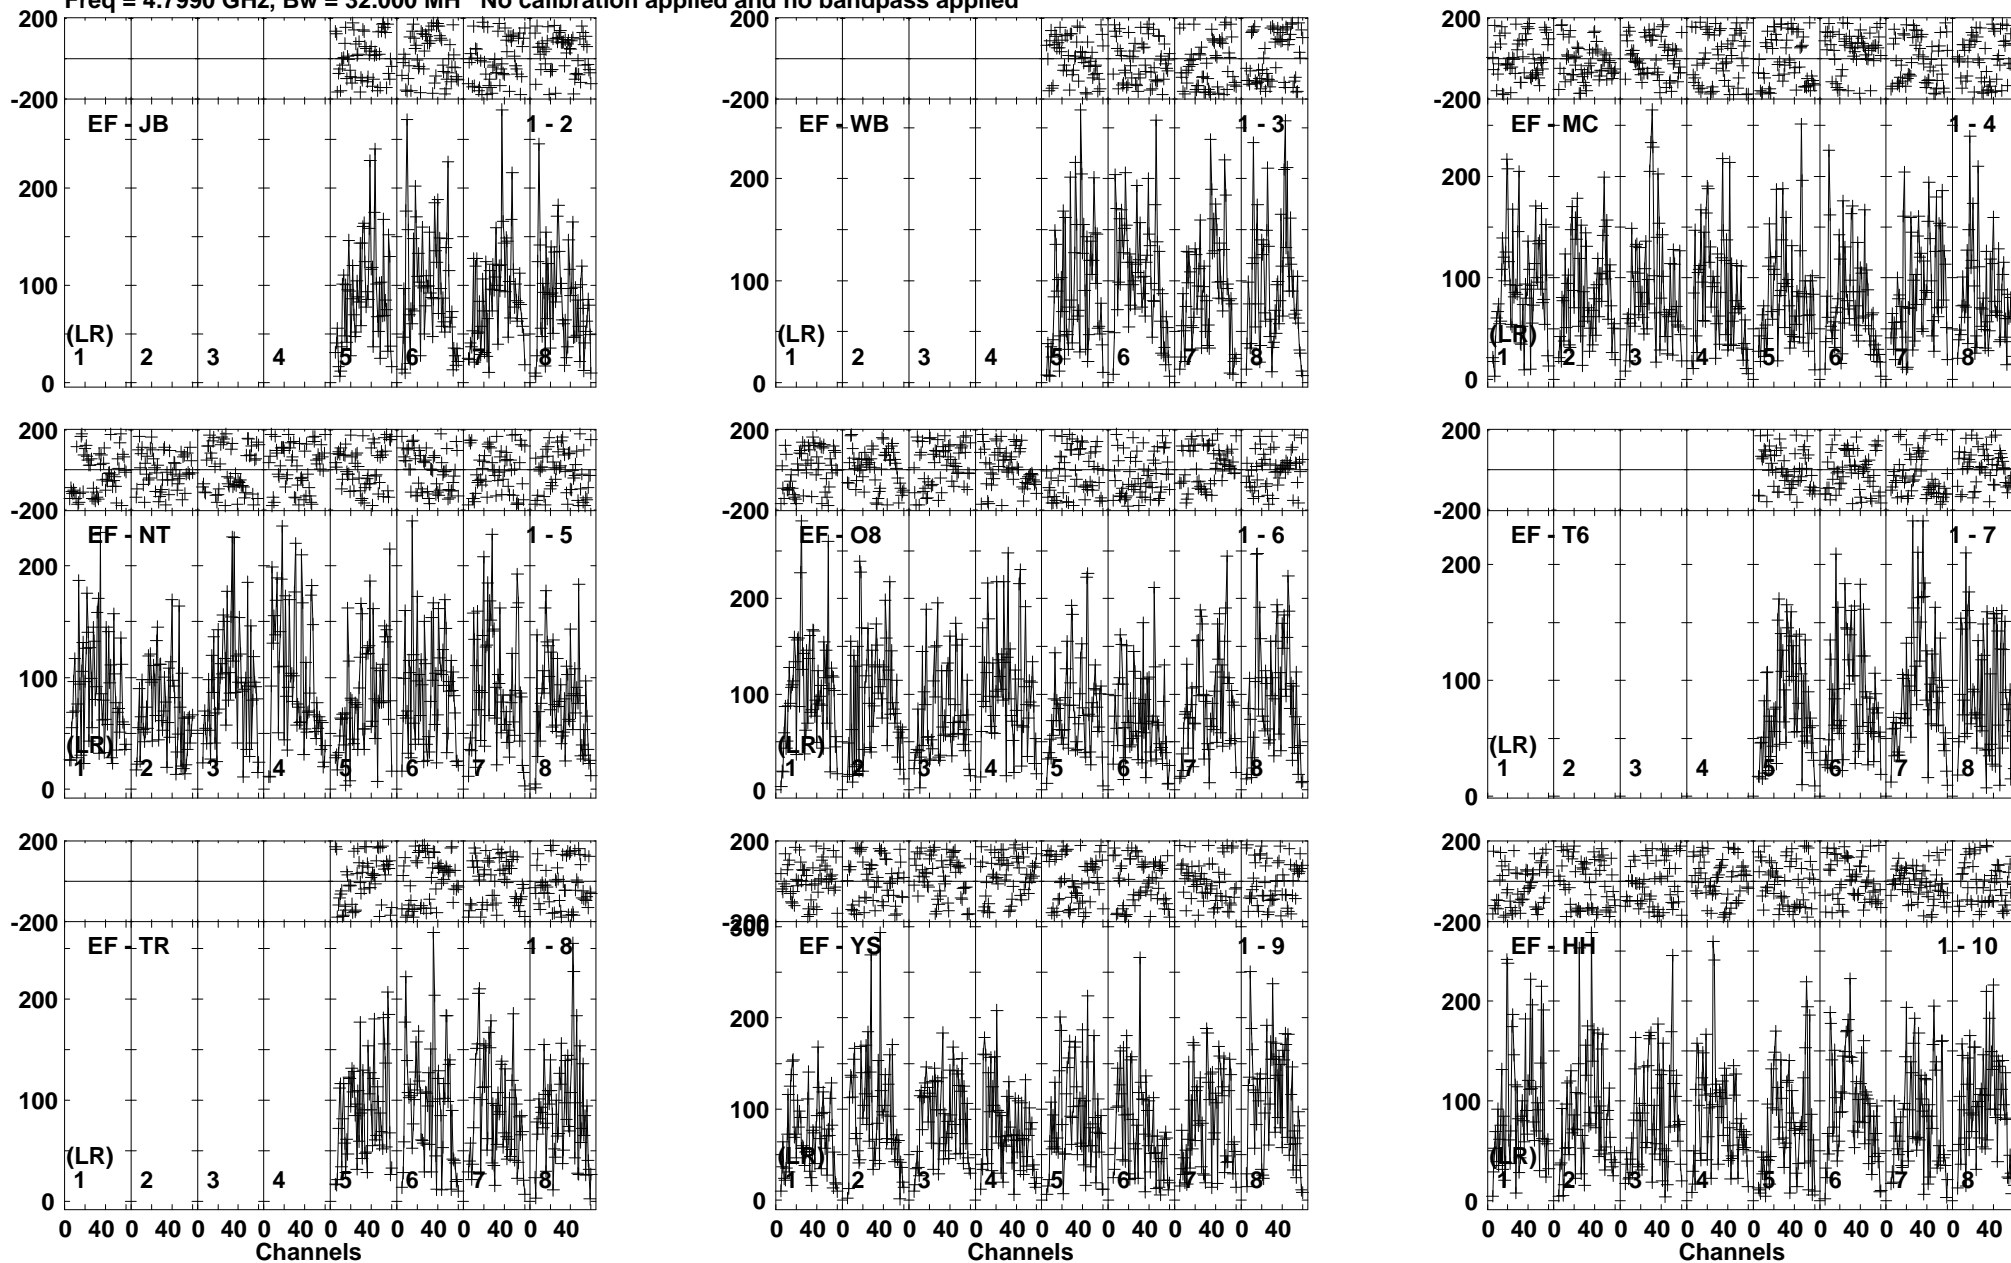 Freq = 4.7990 GHz, Bw = 32.000 MH No calibration applied and no bandpass applied
200 200 200
-200 -200 -200
EF - JB 1 - 2 EF - WB 1 - 3 EF - MC 1 - 4
200 200 200
100 100 100
(LR) (LR) (LR)
1 2 3 4 5 6 7 8 1 2 3 4 5 6 7 8 1 2 3 4 5 6 7 8
0 0 0
200 200 200
-200 -200 -200
EF - NT 1 - 5 EF - O8 1 - 6 EF - T6 1 - 7
200 200 200
100 100 100
(LR) (LR) (LR)
1 2 3 4 5 6 7 8 1 2 3 4 5 6 7 8 1 2 3 4 5 6 7 8
0 0 0
200 200 200
-200 -200 -200
300
EF - TR 1 - 8 EF - YS 1 - 9 EF - HH 1 - 10
200 200 200
100 100 100
(LR) (LR) (LR)
1 2 3 4 5 6 7 8 1 2 3 4 5 6 7 8 1 2 3 4 5 6 7 8
0 0 0
0 40 0 40 0 40 0 40 0 40 0 40 0 40 0 40 0 40 0 40 0 40 0 40 0 40 0 40 0 40 0 40 0 40 0 40 0 40 0 40 0 40 0 40 0 40 0 40
Channels Channels Channels